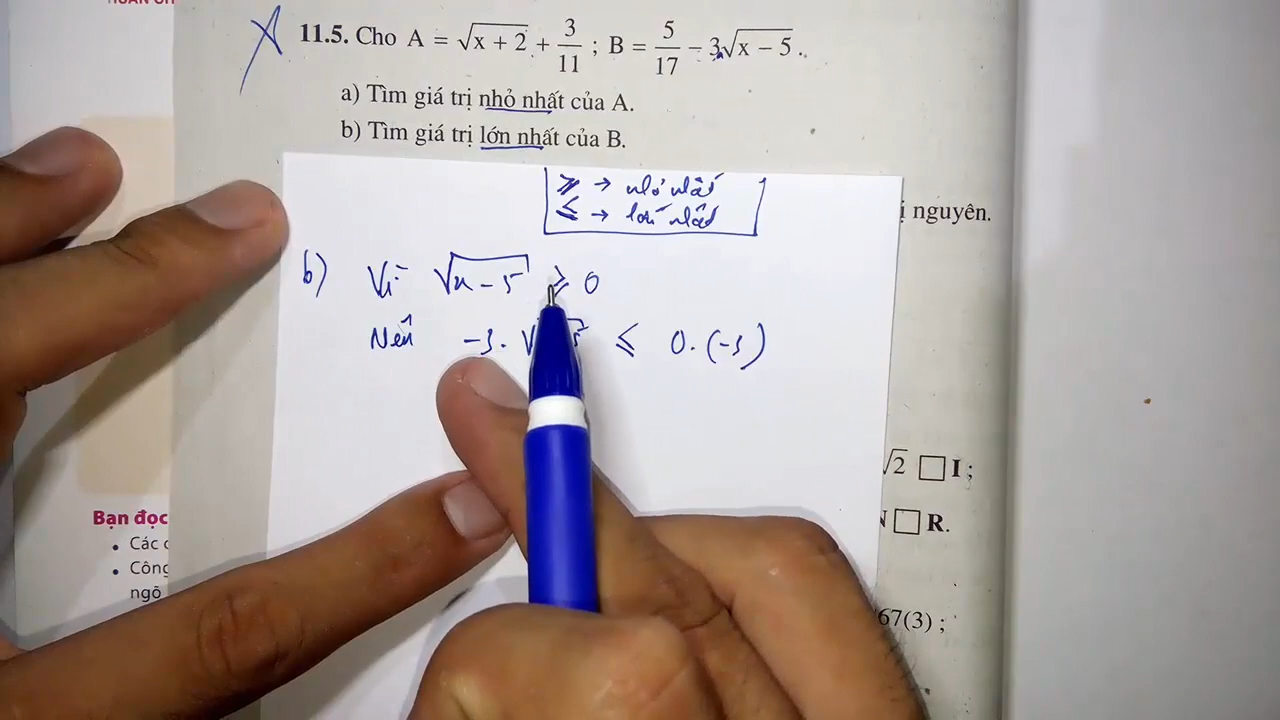 11.5. Cho A = √(x + 2) + 3/11 ; B = 5/17 − 3√(x − 5).
a) Tìm giá trị nhỏ nhất của A.
b) Tìm giá trị lớn nhất của B.
≥ → nhỏ nhất
≤ → lớn nhất
ị nguyên.
b) Vì √(x − 5) ≥ 0
Nên −3. √ 5 ≤ 0. (−3)
√2 □ I ;
□ R.
Bạn đọc
• Các
• Công
ngõ
67(3) ;